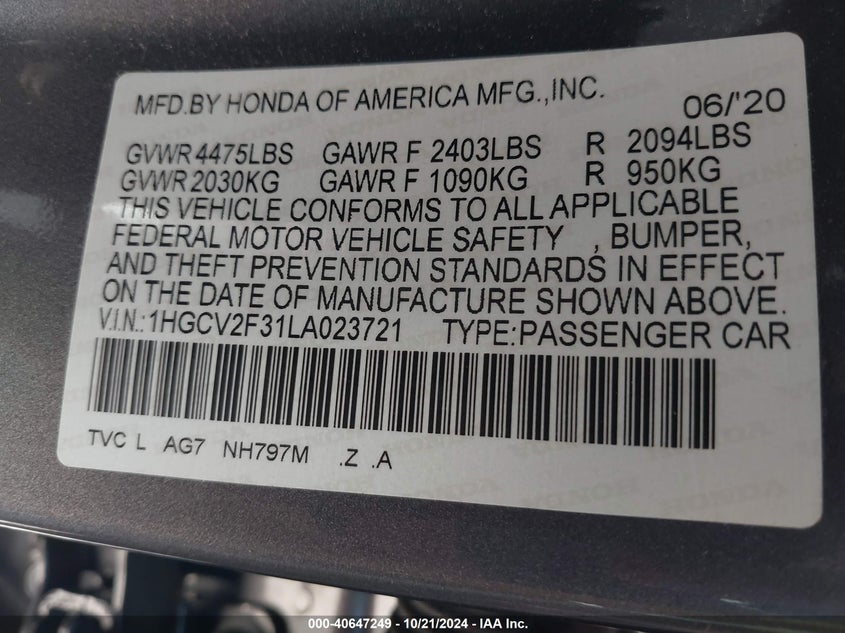 MFD.BY HONDA OF AMERICA MFG.,INC. 06/'20
GVWR 4475LBS GAWR F 2403LBS R 2094LBS
GVWR 2030KG GAWR F 1090KG R 950KG
THIS VEHICLE CONFORMS TO ALL APPLICABLE
FEDERAL MOTOR VEHICLE SAFETY , BUMPER,
AND THEFT PREVENTION STANDARDS IN EFFECT
ON THE DATE OF MANUFACTURE SHOWN ABOVE.
V.I.N.:1HGCV2F31LA023721 TYPE:PASSENGER CAR
TVC L AG7 NH797M .Z .A
HONDA HONDA
000-40647249 - 10/21/2024 - IAA Inc.